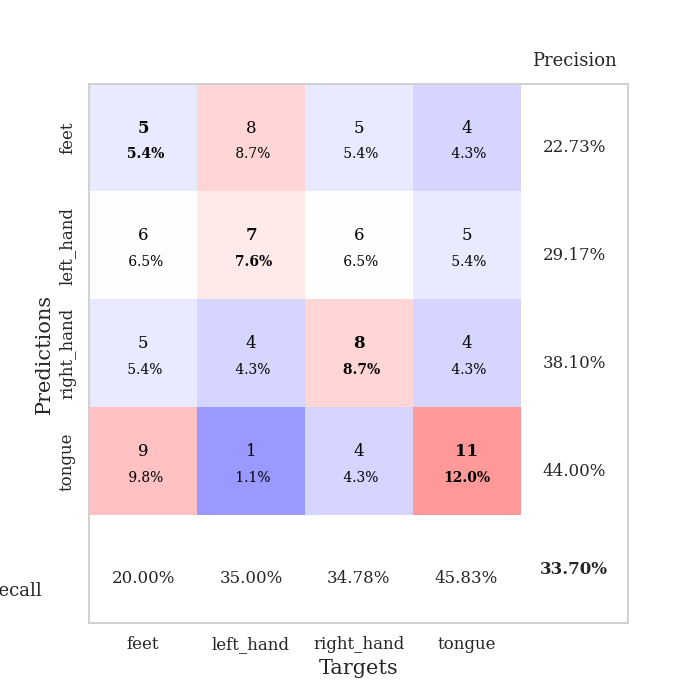 Precision
feet 5 8 5 4 22.73%
5.4% 8.7% 5.4% 4.3%
left_hand 6 7 6 5 29.17%
6.5% 7.6% 6.5% 5.4%
right_hand 5 4 8 4 38.10%
5.4% 4.3% 8.7% 4.3%
tongue 9 1 4 11 44.00%
9.8% 1.1% 4.3% 12.0%
Predictions
ecall 20.00% 35.00% 34.78% 45.83% 33.70%
feet left_hand right_hand tongue
Targets